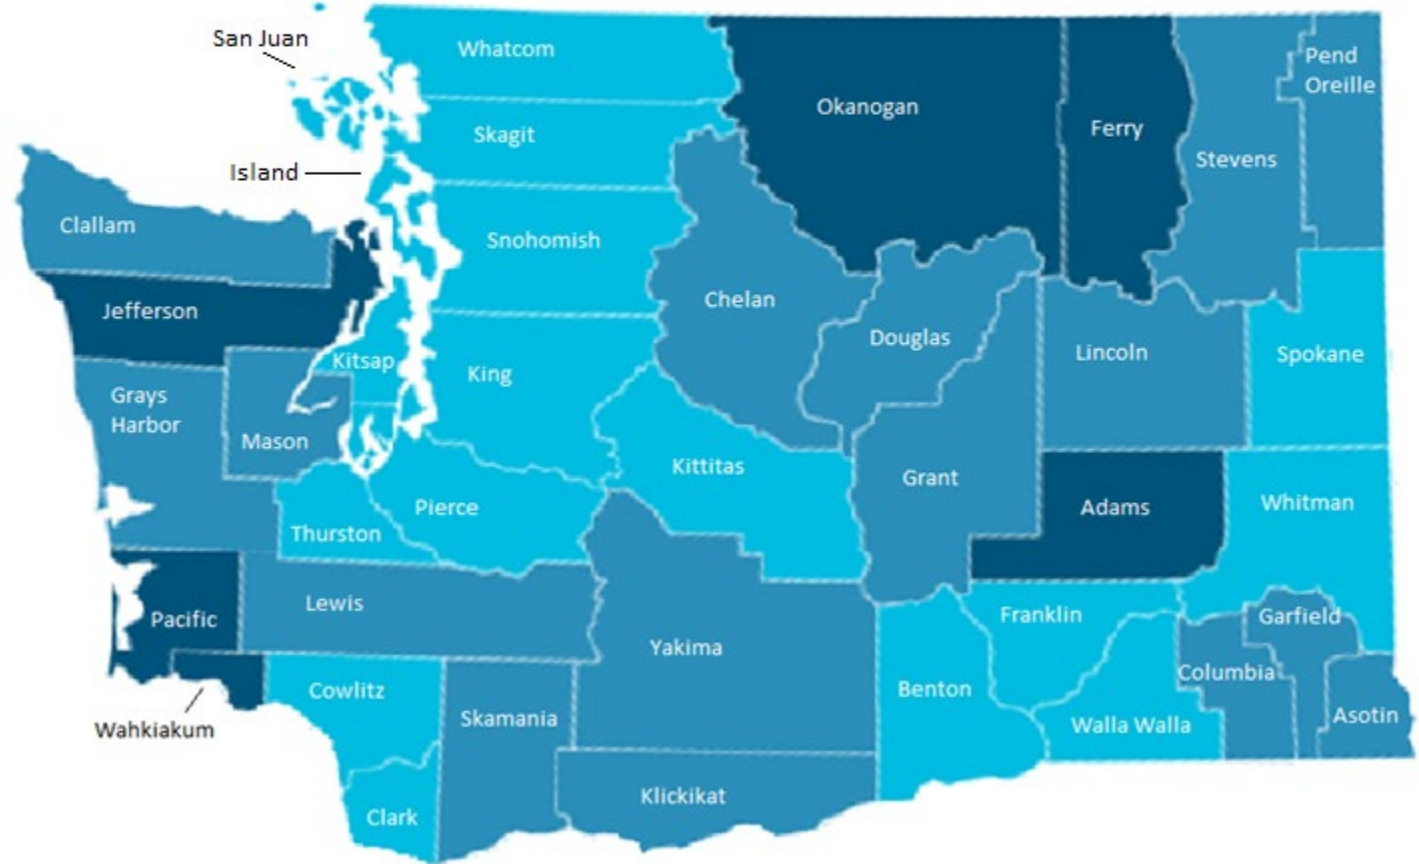 San Juan
Whatcom
Pend
Oreille
Okanogan
Ferry
Skagit
Stevens
Island
Clallam
Snohomish
Chelan
Jefferson
Douglas
Lincoln
Spokane
Kitsap
King
Grays
Harbor
Mason
Kittitas
Grant
Whitman
Pierce
Adams
Thurston
Lewis
Franklin
Garfield
Pacific
Yakima
Columbia
Cowlitz
Benton
Asotin
Skamania
Walla Walla
Wahkiakum
Klickikat
Clark